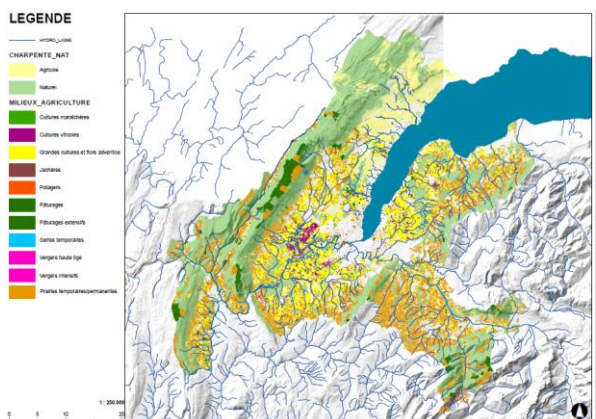 LEGENDE
HYDRO_LIGNE
CHARPENTE_NAT
Agricole
Naturel
MILIEUX_AGRICULTURE
Cultures maraîchères
Cultures viticoles
Grandes cultures et flore adventice
Jachères
Potagers
Pâturages
Pâturages extensifs
Serres temporaires
Vergers haute tige
Vergers intensifs
Prairies temporaires/permanentes
1 : 250.000
0 5 10 20